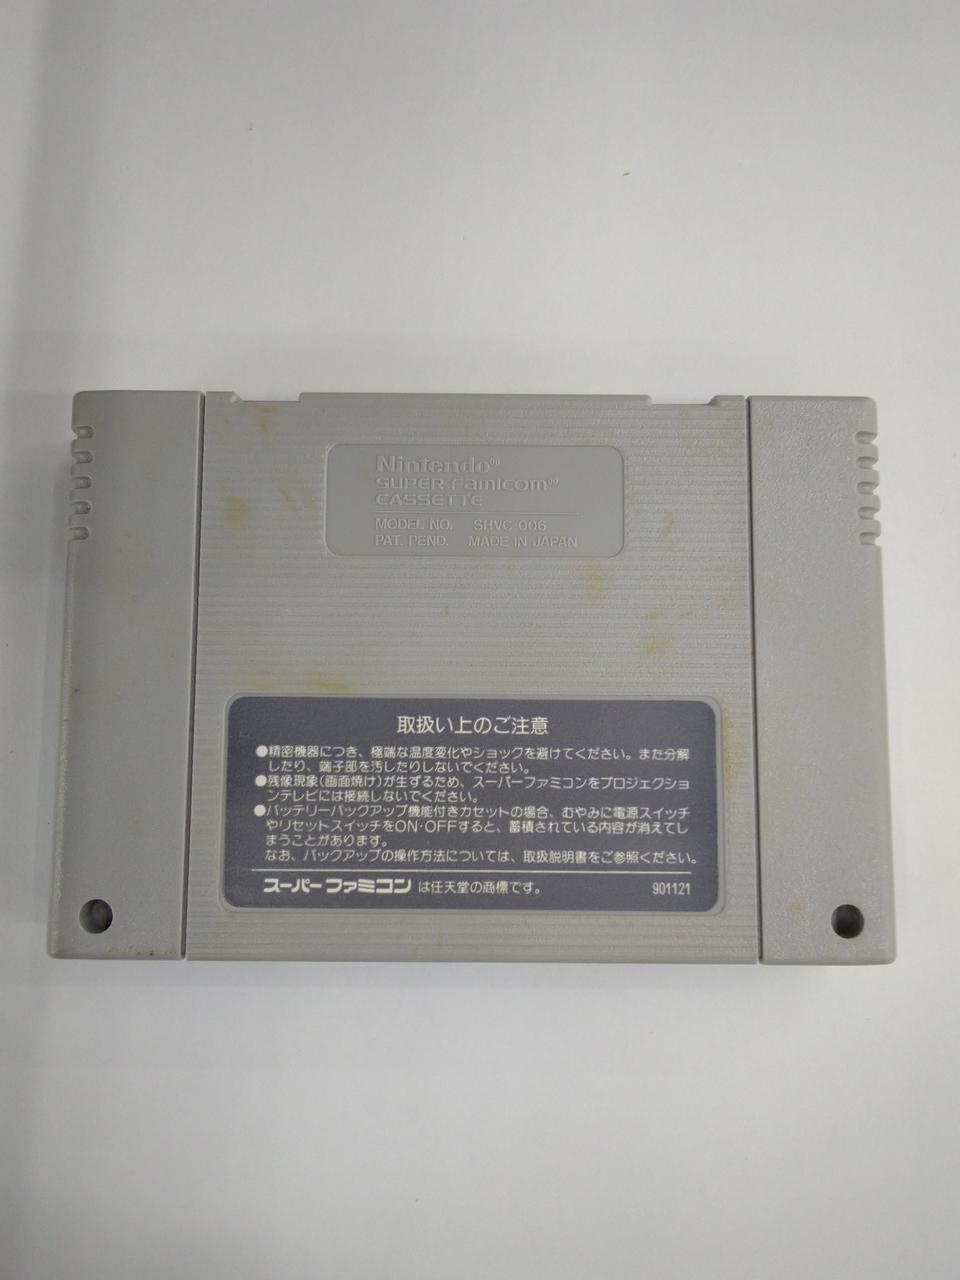 Nintendo®
SUPER Famicom®
CASSETTE
MODEL NO. SHVC-006
PAT. PEND. MADE IN JAPAN
取扱い上のご注意
●精密機器につき、極端な温度変化やショックを避けてください。また分解
したり、端子部を汚したりしないでください。
●残像現象(画面焼け)が生ずるため、スーパーファミコンをプロジェクショ
ンテレビには接続しないでください。
●バッテリーバックアップ機能付きカセットの場合、むやみに電源スイッチ
やリセットスイッチをON・OFFすると、蓄積されている内容が消えてし
まうことがあります。
なお、バックアップの操作方法については、取扱説明書をご参照ください。
スーパーファミコン は任天堂の商標です。 901121